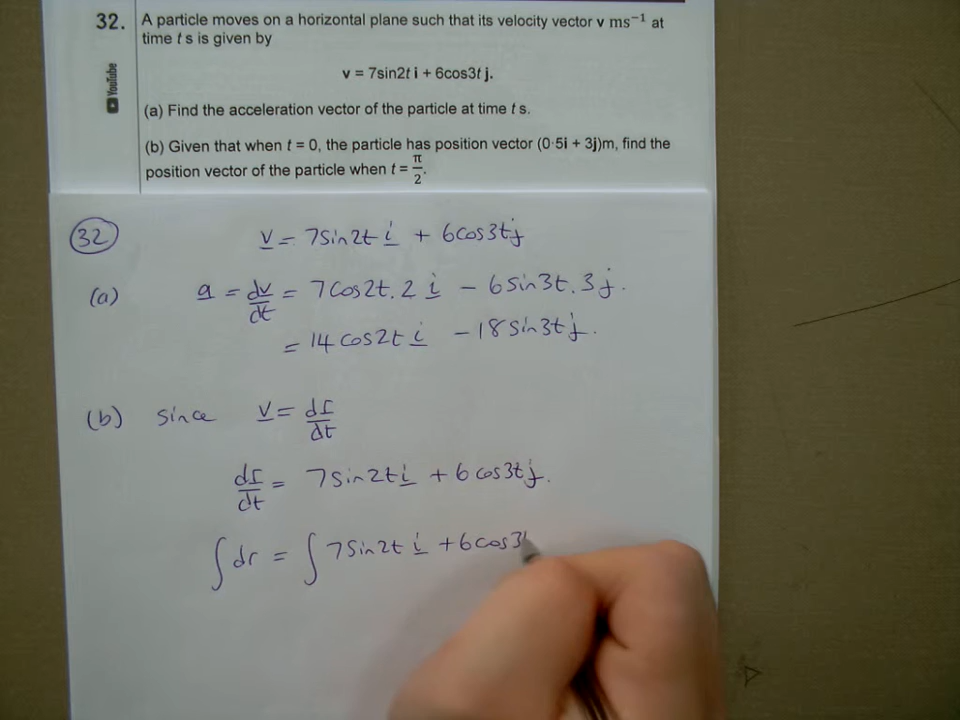 32. A particle moves on a horizontal plane such that its velocity vector v ms⁻¹ at
time t s is given by
v = 7sin2t i + 6cos3t j.
YouTube
(a) Find the acceleration vector of the particle at time t s.
(b) Given that when t = 0, the particle has position vector (0·5i + 3j)m, find the
position vector of the particle when t = π/2.
32 v = 7sin2t i + 6cos3t j
(a) a = dv/dt = 7cos2t.2 i - 6sin3t.3 j.
= 14cos2t i - 18sin3t j.
(b) since v = dr/dt
dr/dt = 7sin2t i + 6cos3t j.
∫dr = ∫7sin2t i + 6cos3